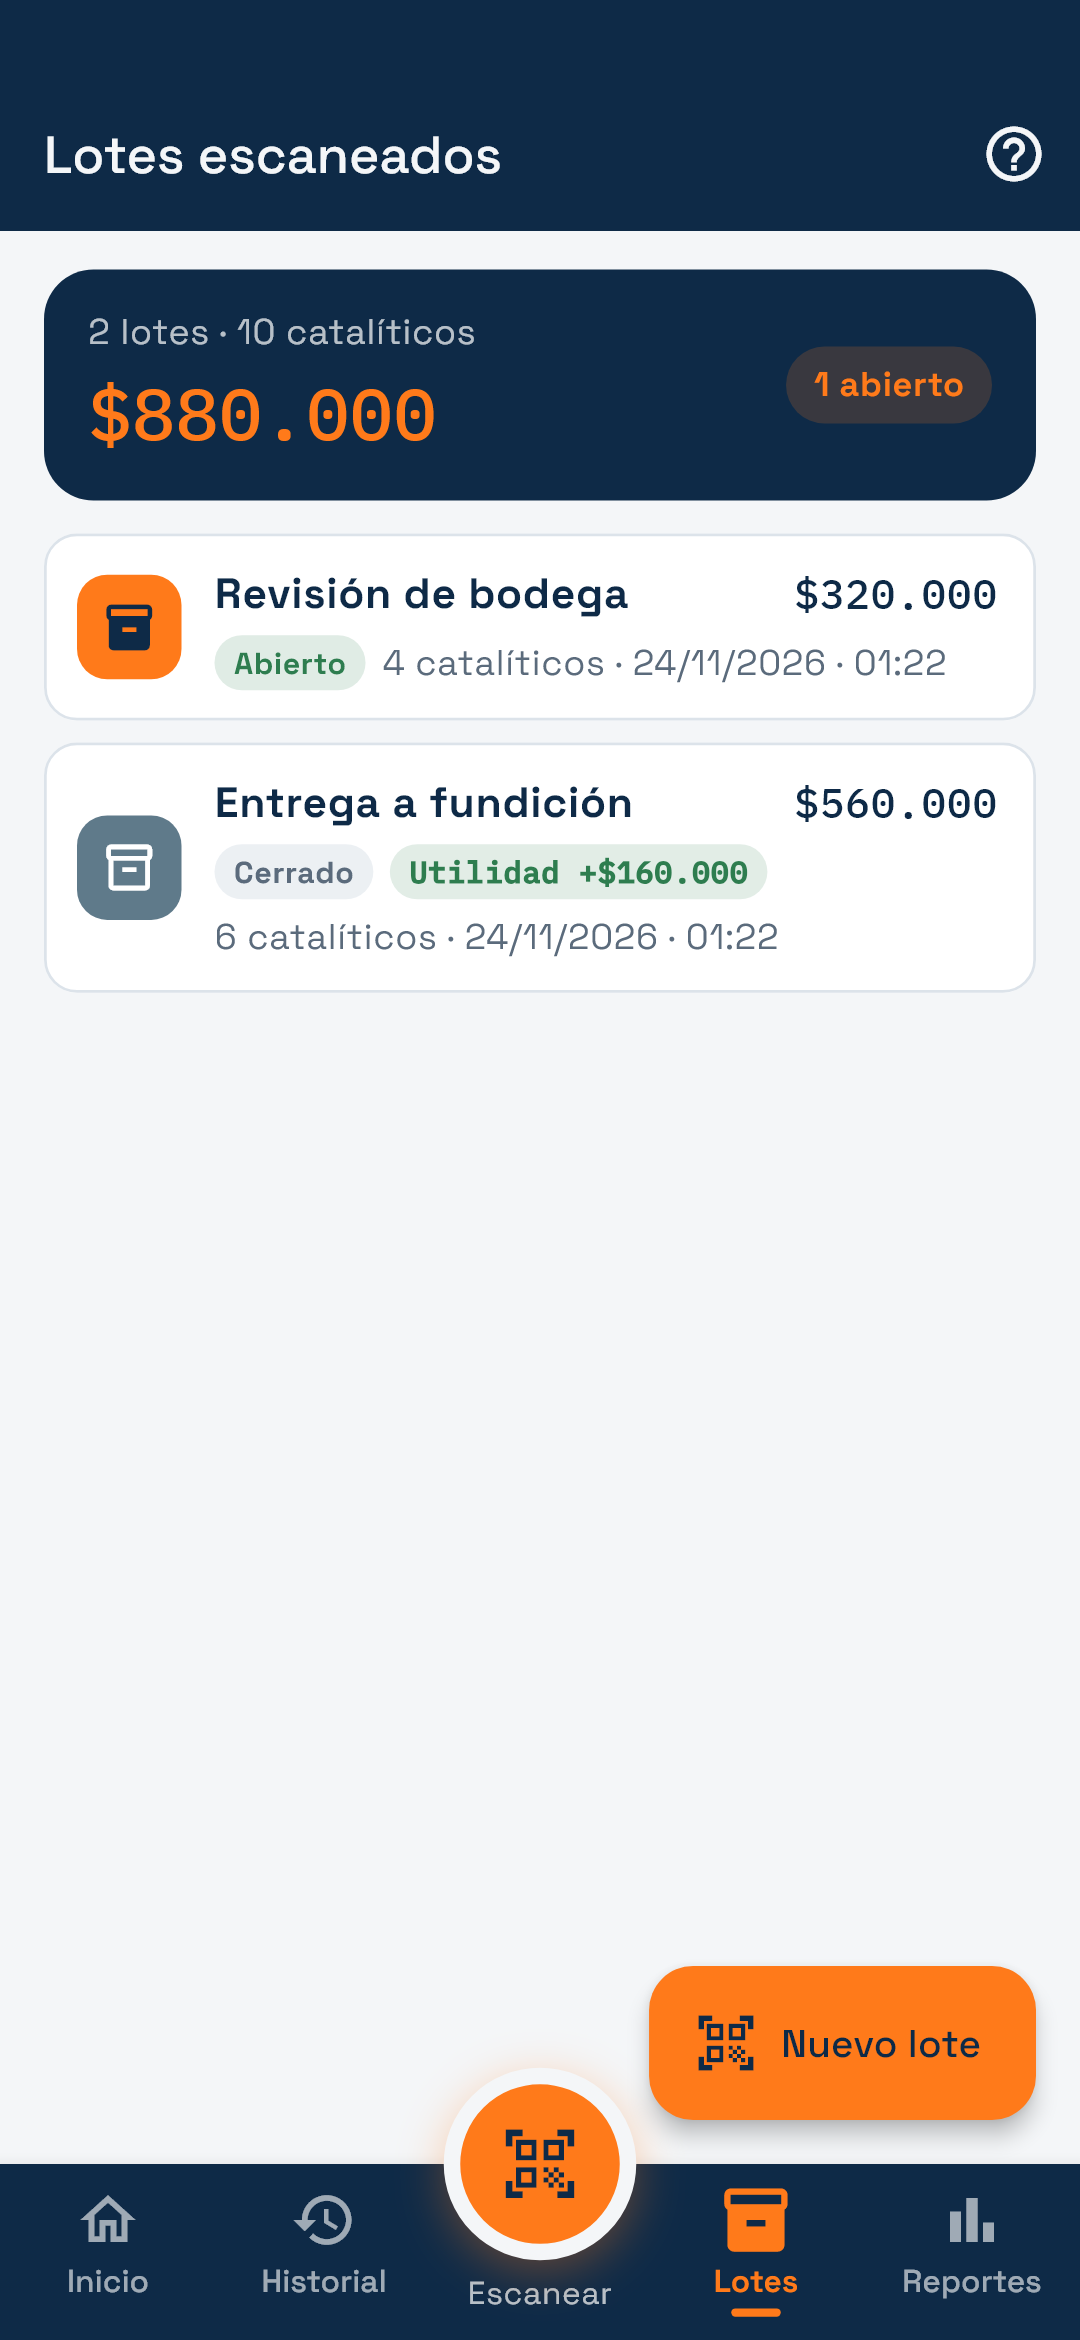 Lotes escaneados
2 lotes · 10 catalíticos
$880.000
1 abierto
Revisión de bodega
$320.000
Abierto
4 catalíticos · 24/11/2026 · 01:22
Entrega a fundición
$560.000
Cerrado
Utilidad +$160.000
6 catalíticos · 24/11/2026 · 01:22
Nuevo lote
Inicio
Historial
Escanear
Lotes
Reportes